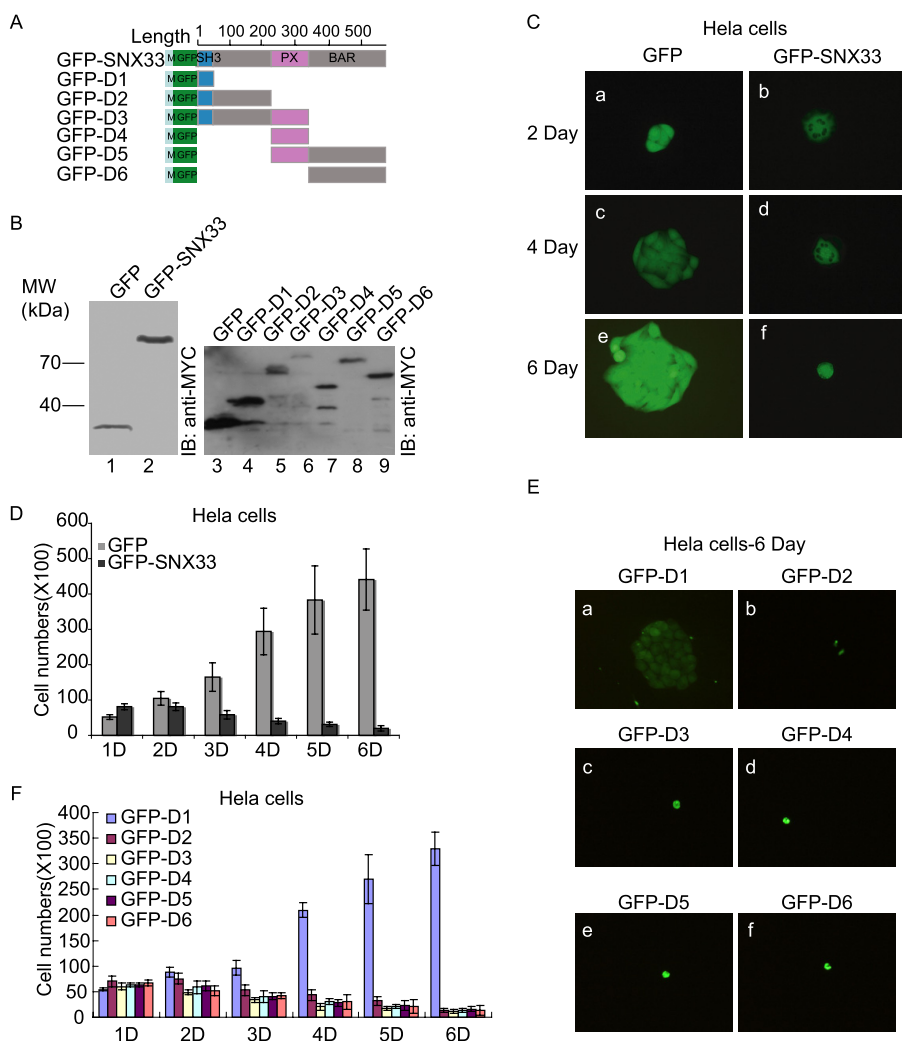 A
Length 1 100 200 300 400 500
GFP-SNX33 M GFP SH3 PX BAR
GFP-D1 M GFP
GFP-D2 M GFP
GFP-D3 M GFP
GFP-D4 M GFP
GFP-D5 M GFP
GFP-D6 M GFP
B
MW
(kDa)
GFP
GFP-SNX33
70
40
IB: anti-MYC
1 2
GFP
GFP-D1
GFP-D2
GFP-D3
GFP-D4
GFP-D5
GFP-D6
IB: anti-MYC
3 4 5 6 7 8 9
C
Hela cells
GFP GFP-SNX33
2 Day a b
4 Day c d
6 Day e f
D
Hela cells
Cell numbers(X100)
600
400
300
200
100
0
GFP
GFP-SNX33
1D 2D 3D 4D 5D 6D
E
Hela cells-6 Day
GFP-D1 GFP-D2
a b
GFP-D3 GFP-D4
c d
GFP-D5 GFP-D6
e f
F
Hela cells
Cell numbers(X100)
400
350
300
250
200
150
100
50
0
GFP-D1
GFP-D2
GFP-D3
GFP-D4
GFP-D5
GFP-D6
1D 2D 3D 4D 5D 6D